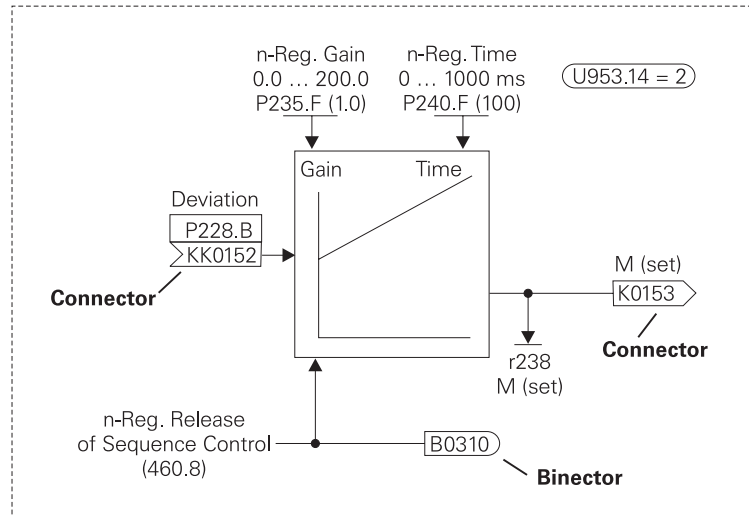 n-Reg. Gain
0.0 ... 200.0
P235.F (1.0)
n-Reg. Time
0 ... 1000 ms
P240.F (100)
U953.14 = 2
Gain
Time
Deviation
P228.B
KK0152
Connector
M (set)
K0153
Connector
r238
M (set)
n-Reg. Release
of Sequence Control
(460.8)
B0310
Binector